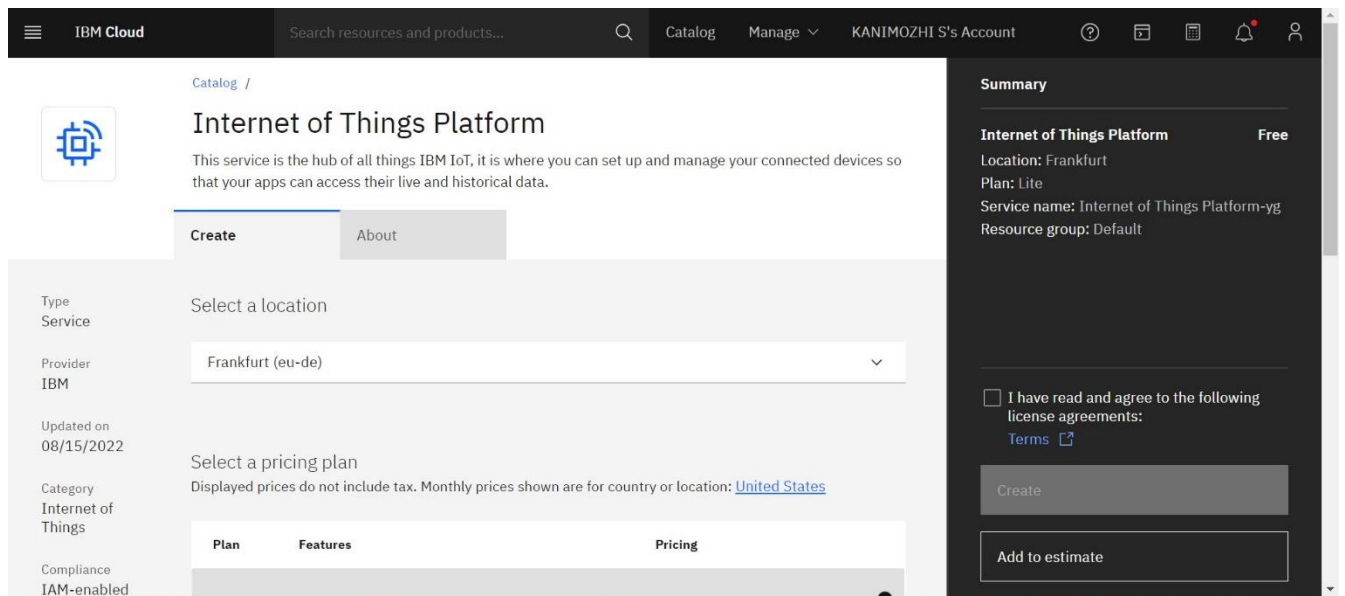 IBM Cloud
Search resources and products...
Catalog
Manage
KANIMOZHI S's Account
Catalog /
Internet of Things Platform
This service is the hub of all things IBM IoT, it is where you can set up and manage your connected devices so
that your apps can access their live and historical data.
Create
About
Type
Service
Provider
IBM
Updated on
08/15/2022
Category
Internet of
Things
Compliance
IAM-enabled
Select a location
Frankfurt (eu-de)
Select a pricing plan
Displayed prices do not include tax. Monthly prices shown are for country or location: United States
Plan Features Pricing
Summary
Internet of Things Platform Free
Location: Frankfurt
Plan: Lite
Service name: Internet of Things Platform-yg
Resource group: Default
I have read and agree to the following
license agreements:
Terms
Create
Add to estimate